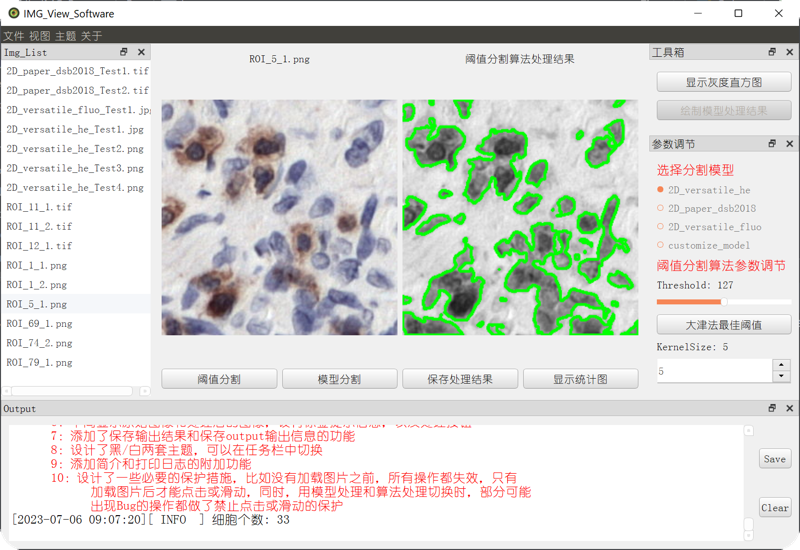 IMG_View_Software
文件 视图 主题 关于
Img_List
2D_paper_dsb2018_Test1.tif
2D_paper_dsb2018_Test2.tif
2D_versatile_fluo_Test1.jpg
2D_versatile_he_Test1.jpg
2D_versatile_he_Test2.png
2D_versatile_he_Test3.png
2D_versatile_he_Test4.png
ROI_11_1.tif
ROI_11_2.tif
ROI_12_1.tif
ROI_1_1.png
ROI_1_2.png
ROI_5_1.png
ROI_69_1.png
ROI_74_2.png
ROI_79_1.png
ROI_5_1.png
阈值分割算法处理结果
阈值分割
模型分割
保存处理结果
显示统计图
工具箱
显示灰度直方图
绘制模型处理结果
参数调节
选择分割模型
2D_versatile_he
2D_paper_dsb2018
2D_versatile_fluo
customize_model
阈值分割算法参数调节
Threshold: 127
大津法最佳阈值
KernelSize: 5
5
Output
7: 添加了保存输出结果和保存output输出信息的功能
8: 设计了黑/白两套主题，可以在任务栏中切换
9: 添加简介和打印日志的附加功能
10: 设计了一些必要的保护措施，比如没有加载图片之前，所有操作都失效，只有
加载图片后才能点击或滑动，同时，用模型处理和算法处理切换时，部分可能
出现Bug的操作都做了禁止点击或滑动的保护
[2023-07-06 09:07:20][ INFO  ] 细胞个数: 33
Save
Clear